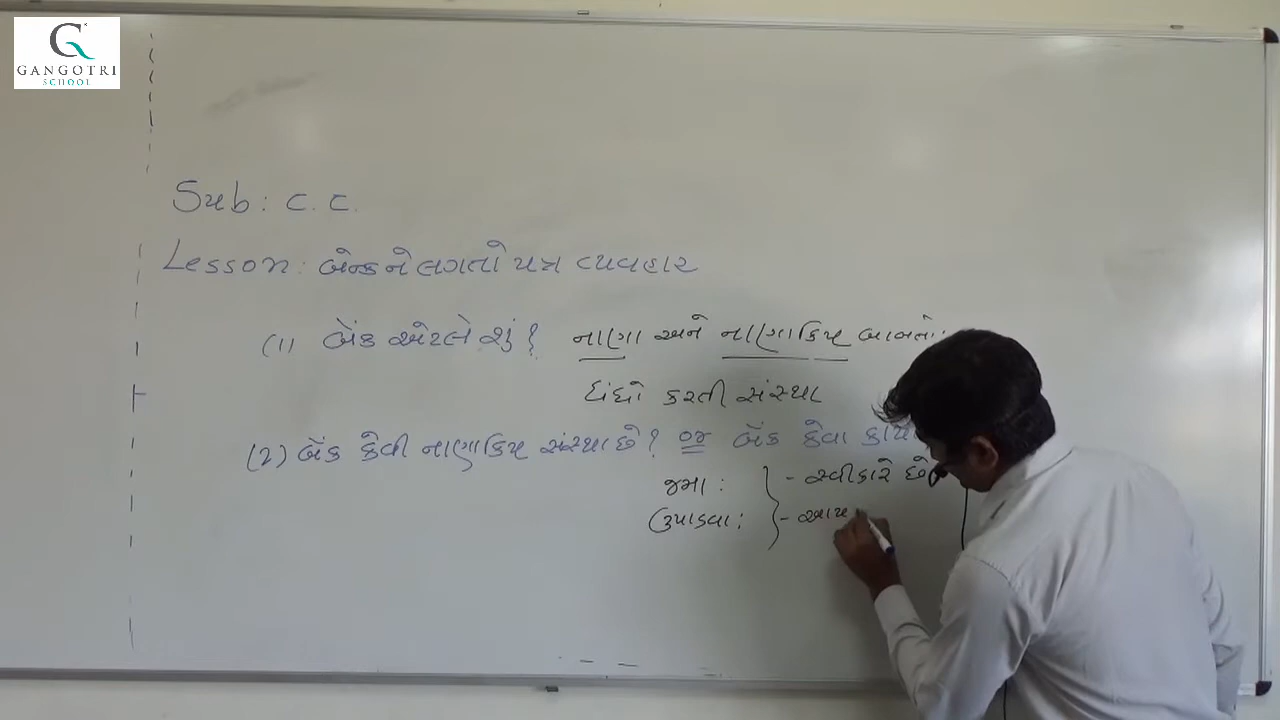 GANGOTRI
SCHOOL
Sub: C.C.
Lesson: બેન્કને લગતો પત્ર વ્યવહાર
(1) બેંક એટલે શું? નાણા અને નાણાકિય બાબતો
ધંધો કરતી સંસ્થા
(2) બેંક કેવી નાણાકિય સંસ્થા છે? OR બેંક કેવા
જમા : - સ્વીકારે છે
ઉપાડવા : -